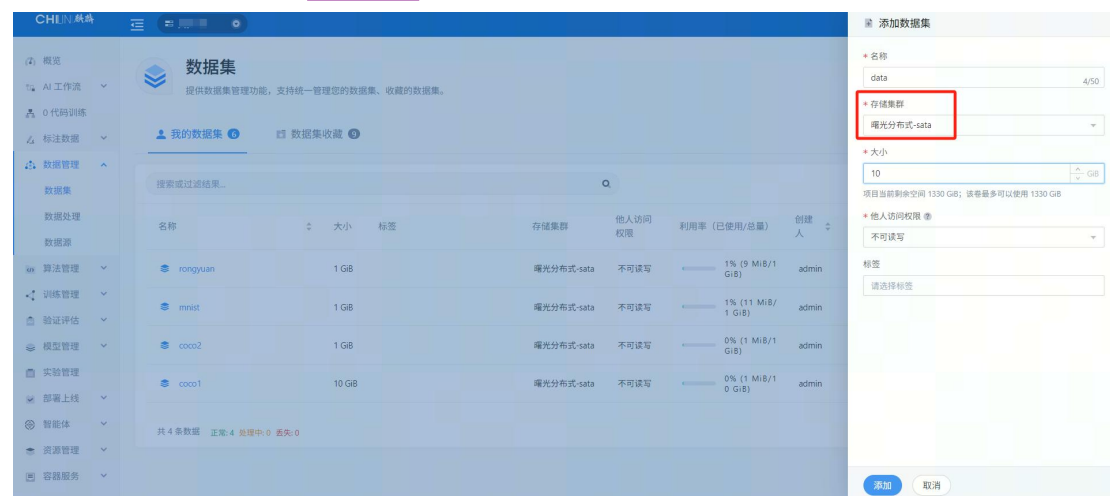 CHILIN 麒麟
添加数据集
概览
AI 工作流
0 代码训练
标注数据
数据管理
数据集
数据处理
数据源
算法管理
训练管理
验证评估
模型管理
实验管理
部署上线
智能体
资源管理
容器服务
数据集
提供数据集管理功能，支持统一管理您的数据集、收藏的数据集。
我的数据集 6 数据集收藏 9
搜索或过滤结果...
名称 大小 标签 存储集群 他人访问权限 利用率（已使用/总量） 创建人
rongyuan 1 GiB 曙光分布式-sata 不可读写 1% (9 MiB/1 GiB) admin
mnist 1 GiB 曙光分布式-sata 不可读写 1% (11 MiB/1 GiB) admin
coco2 1 GiB 曙光分布式-sata 不可读写 0% (1 MiB/1 GiB) admin
coco1 10 GiB 曙光分布式-sata 不可读写 0% (1 MiB/10 GiB) admin
共 4 条数据 正常: 4 处理中: 0 丢失: 0
* 名称
data 4/50
* 存储集群
曙光分布式-sata
* 大小
10 GiB
项目当前剩余空间 1330 GiB；该卷最多可以使用 1330 GiB
* 他人访问权限
不可读写
标签
请选择标签
添加 取消